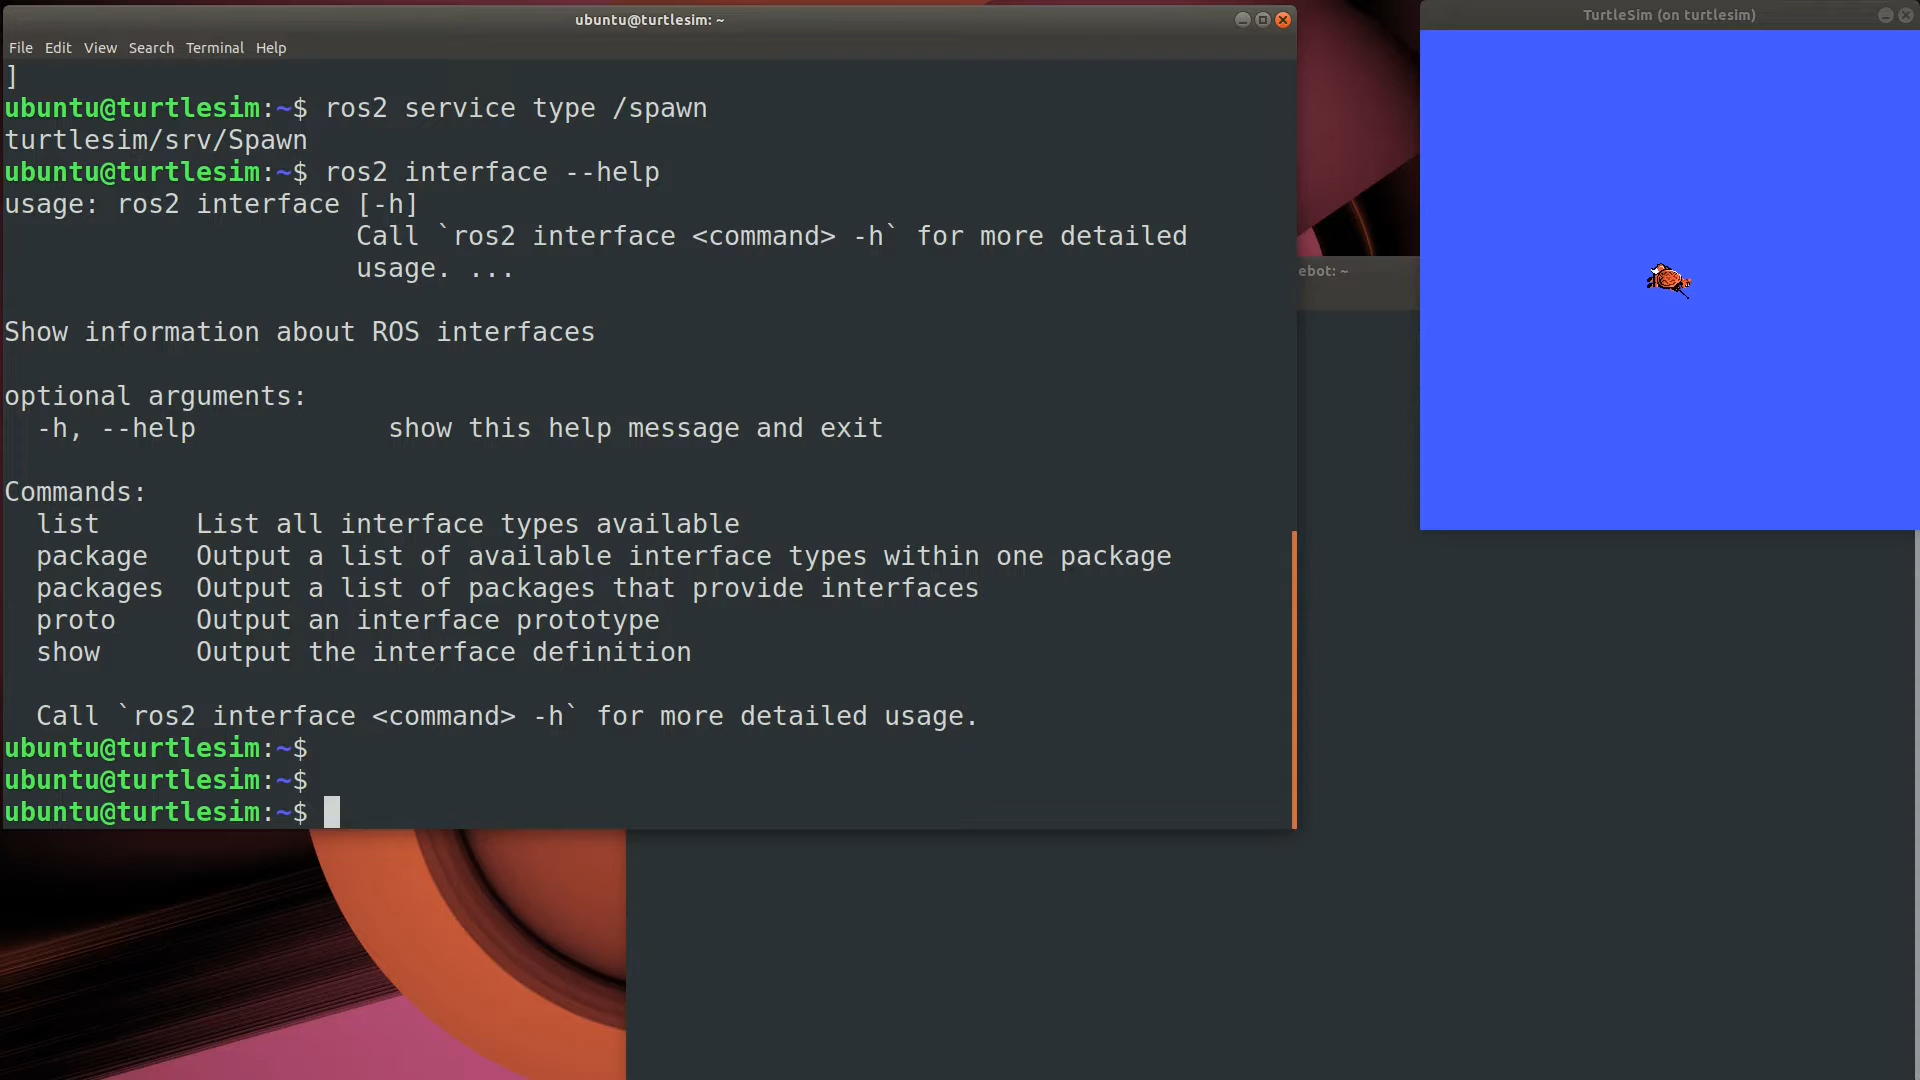 ubuntu@turtlesim: ~
File Edit View Search Terminal Help
]
ubuntu@turtlesim:~$ ros2 service type /spawn
turtlesim/srv/Spawn
ubuntu@turtlesim:~$ ros2 interface --help
usage: ros2 interface [-h]
Call `ros2 interface <command> -h` for more detailed
usage. ...
Show information about ROS interfaces
optional arguments:
-h, --help show this help message and exit
Commands:
list List all interface types available
package Output a list of available interface types within one package
packages Output a list of packages that provide interfaces
proto Output an interface prototype
show Output the interface definition
Call `ros2 interface <command> -h` for more detailed usage.
ubuntu@turtlesim:~$
ubuntu@turtlesim:~$
ubuntu@turtlesim:~$
TurtleSim (on turtlesim)
ebot: ~